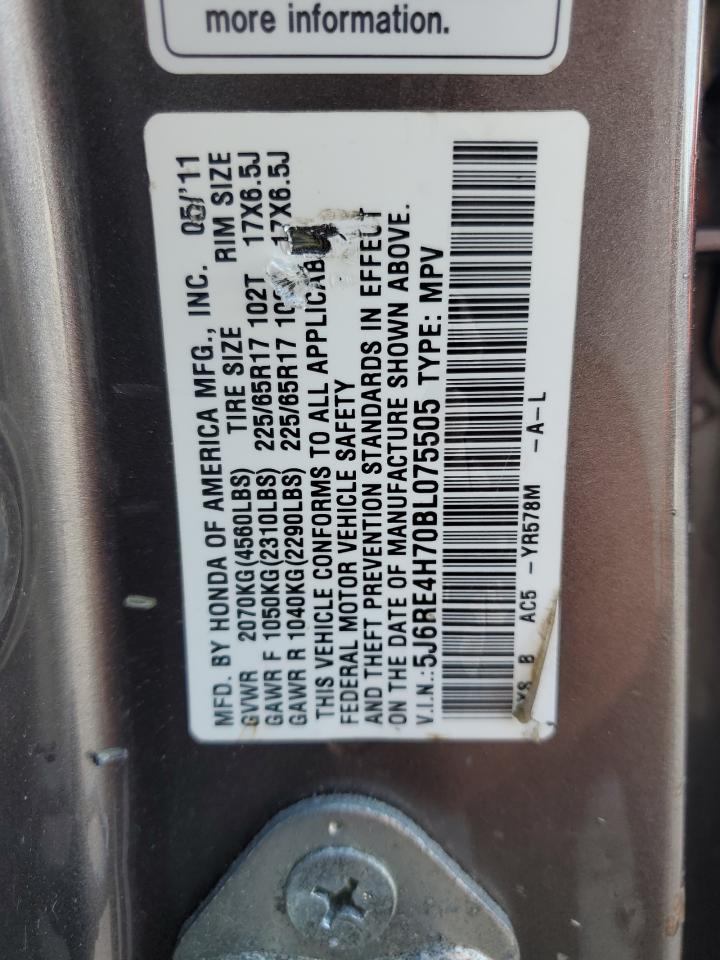 more information.
MFD. BY HONDA OF AMERICA MFG., INC. 05/'11
GVWR 2070KG(4560LBS) TIRE SIZE RIM SIZE
GAWR F 1050KG(2310LBS) 225/65R17 102T 17X6.5J
GAWR R 1040KG(2290LBS) 225/65R17 17X6.5J
THIS VEHICLE CONFORMS TO ALL
FEDERAL MOTOR VEHICLE SAFETY
AND THEFT PREVENTION STANDARDS IN EFFECT
ON THE DATE OF MANUFACTURE SHOWN ABOVE.
V.I.N.:5J6RE4H70BL075505 TYPE: MPV
B AC5 -YR578M -A-L